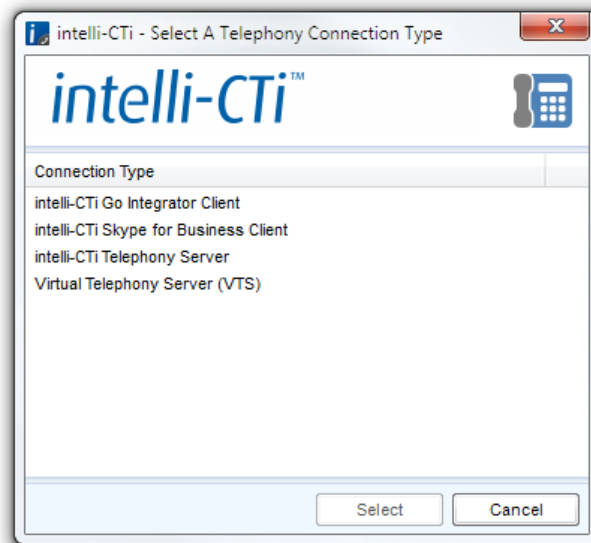 intelli-CTi - Select A Telephony Connection Type
intelli-CTi™
Connection Type
intelli-CTi Go Integrator Client
intelli-CTi Skype for Business Client
intelli-CTi Telephony Server
Virtual Telephony Server (VTS)
Select
Cancel